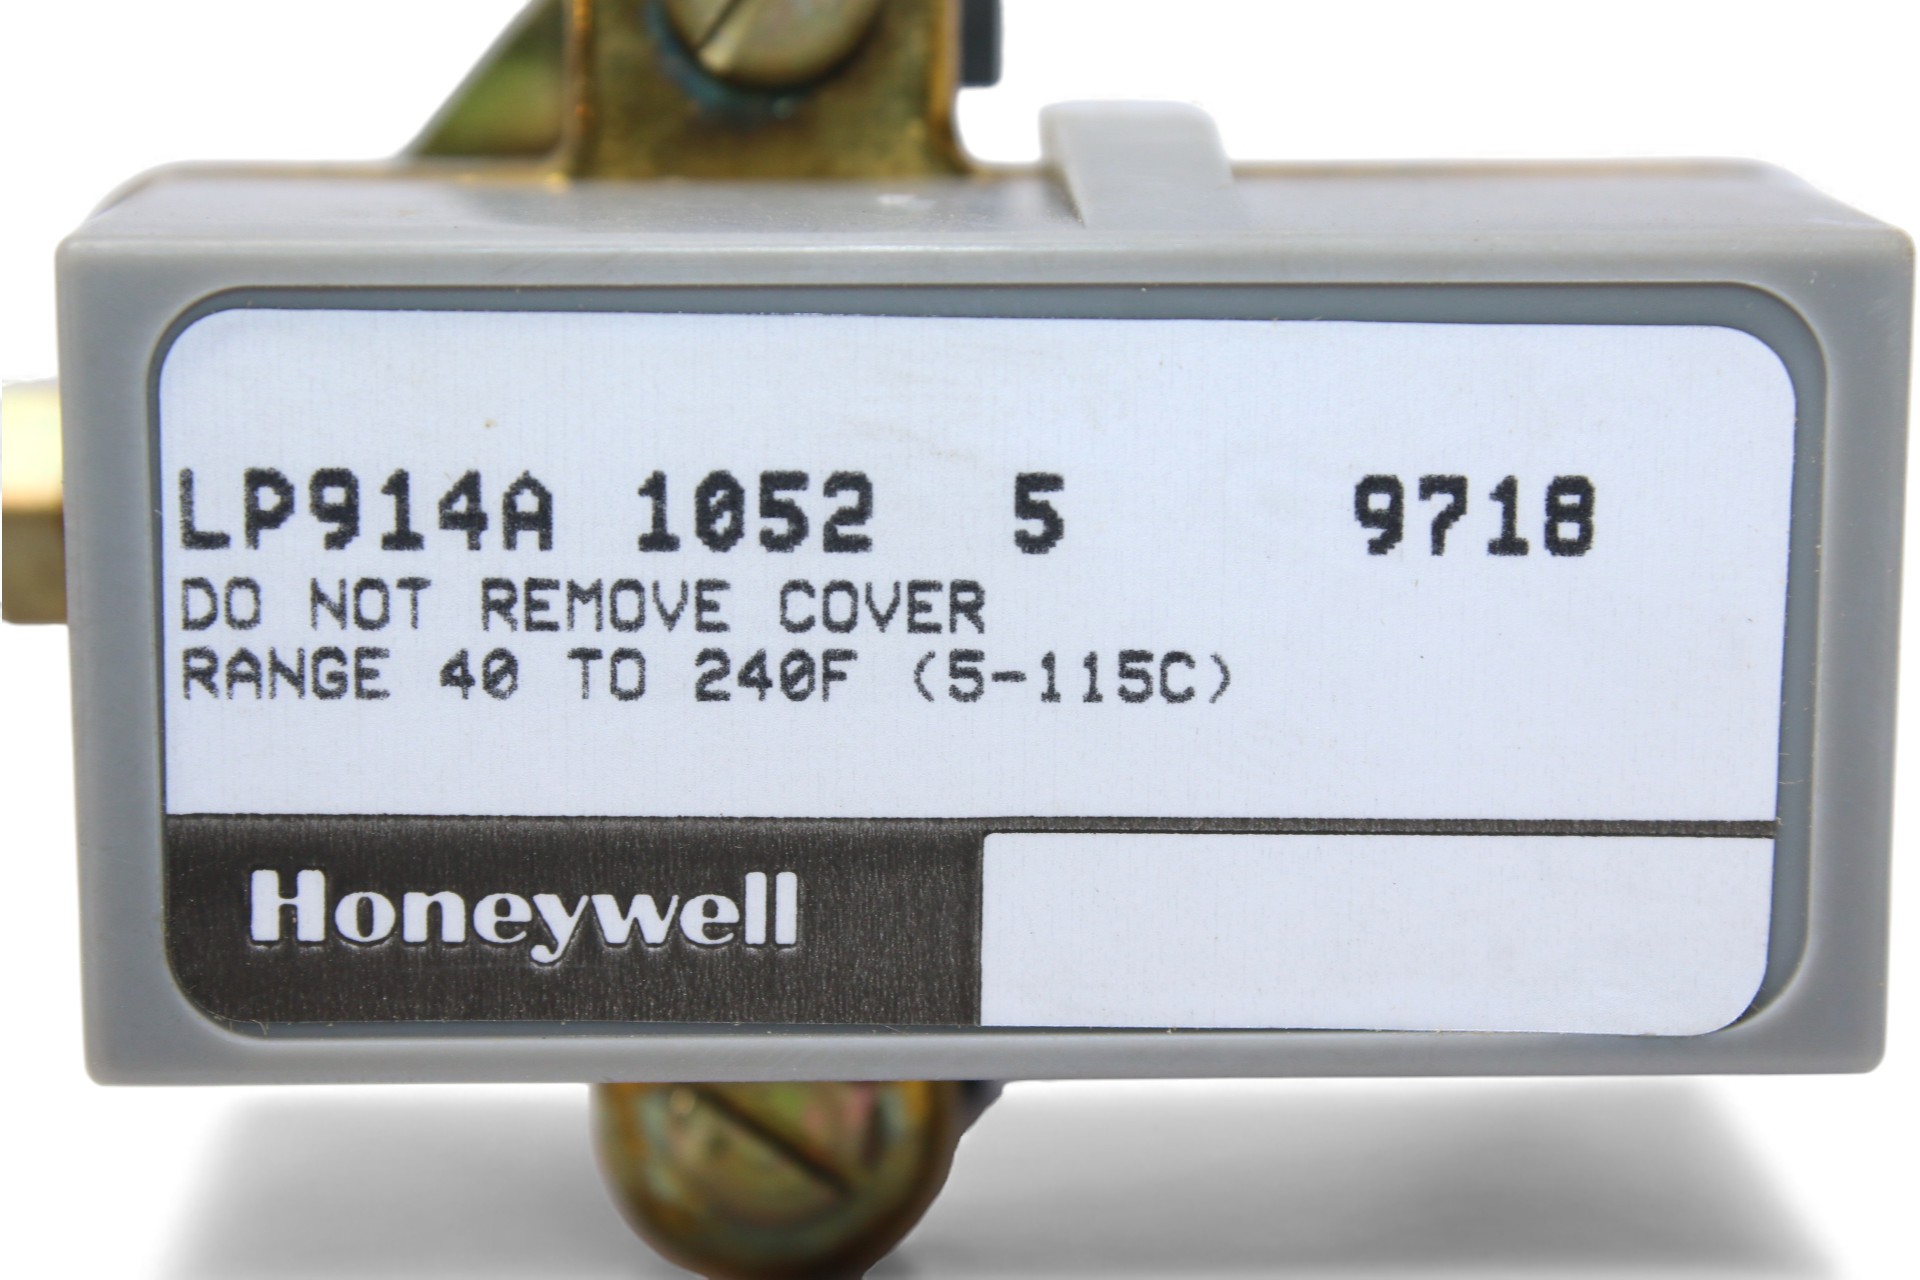 LP914A 1052 5 9718
DO NOT REMOVE COVER
RANGE 40 TO 240F (5-115C)
Honeywell